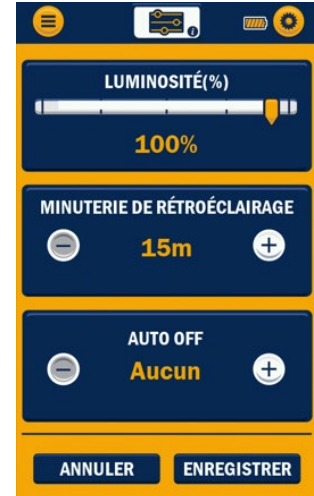 LUMINOSITÉ(%)
100%
MINUTERIE DE RÉTROÉCLAIRAGE
15m
AUTO OFF
Aucun
ANNULER ENREGISTRER